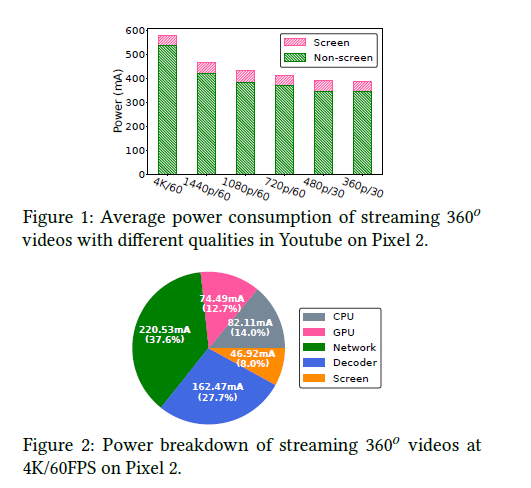 600
500
400
300
200
100
0
Power (mA)
Screen
Non-screen
4K/60 1440p/60 1080p/60 720p/60 480p/30 360p/30
Figure 1: Average power consumption of streaming 360º
videos with different qualities in Youtube on Pixel 2.
74.49mA
(12.7%)
82.11mA
(14.0%)
220.53mA
(37.6%)
46.92mA
(8.0%)
162.47mA
(27.7%)
CPU
GPU
Network
Decoder
Screen
Figure 2: Power breakdown of streaming 360º videos at
4K/60FPS on Pixel 2.